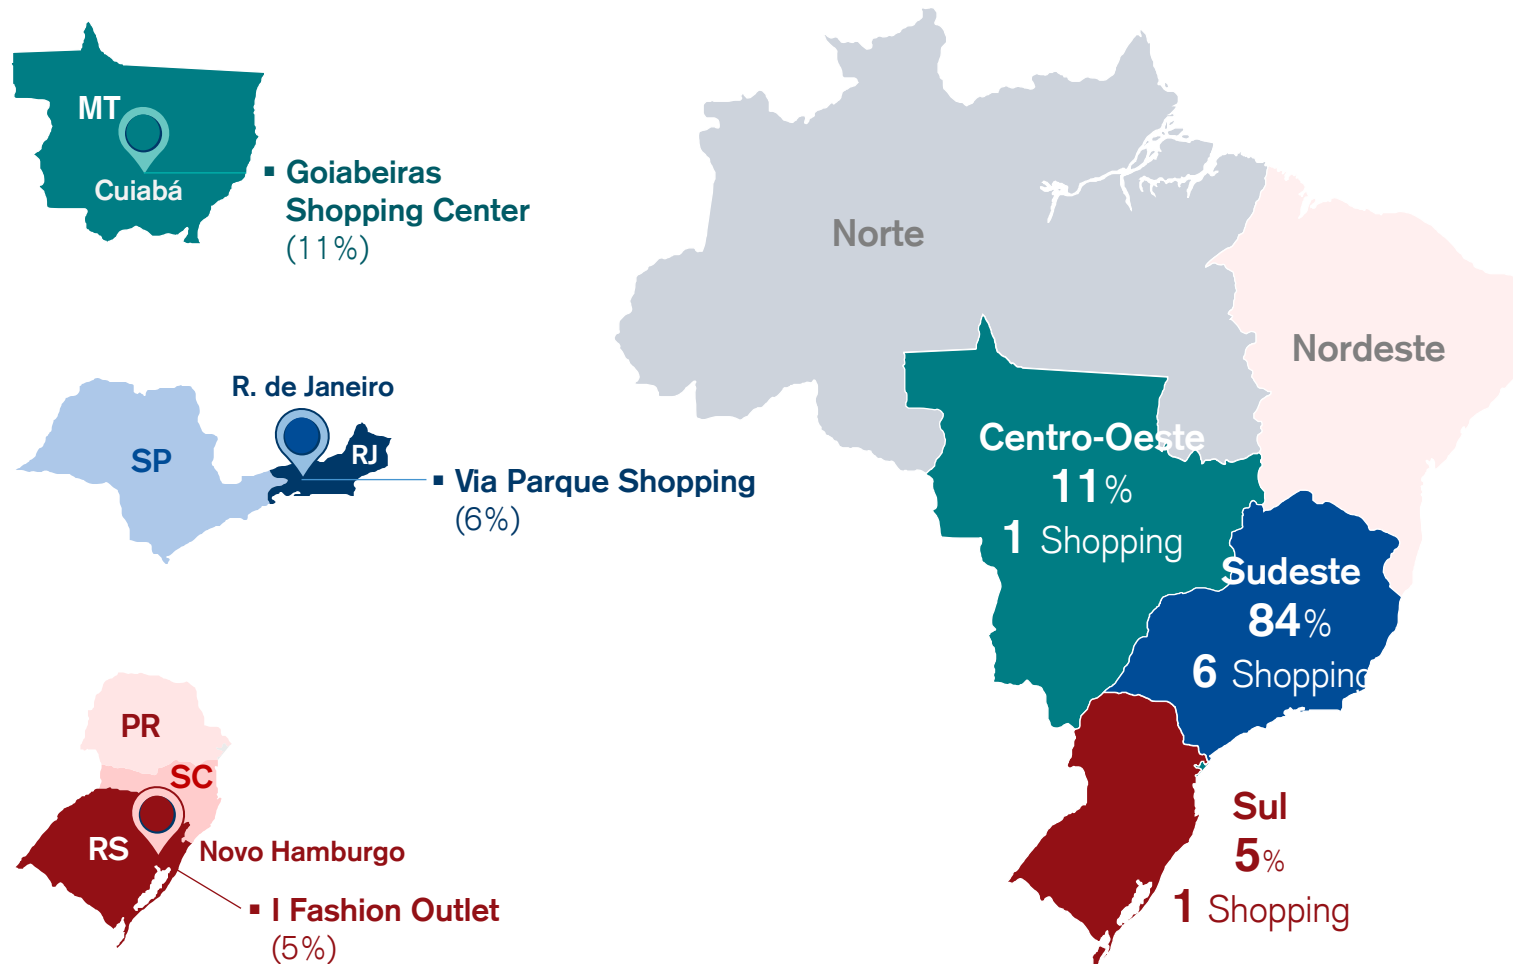 MT
Cuiabá
▪ Goiabeiras
Shopping Center
(11%)
R. de Janeiro
SP
RJ
▪ Via Parque Shopping
(6%)
PR
SC
RS
Novo Hamburgo
▪ I Fashion Outlet
(5%)
Norte
Nordeste
Centro-Oeste
11%
1 Shopping
Sudeste
84%
6 Shopping
Sul
5%
1 Shopping